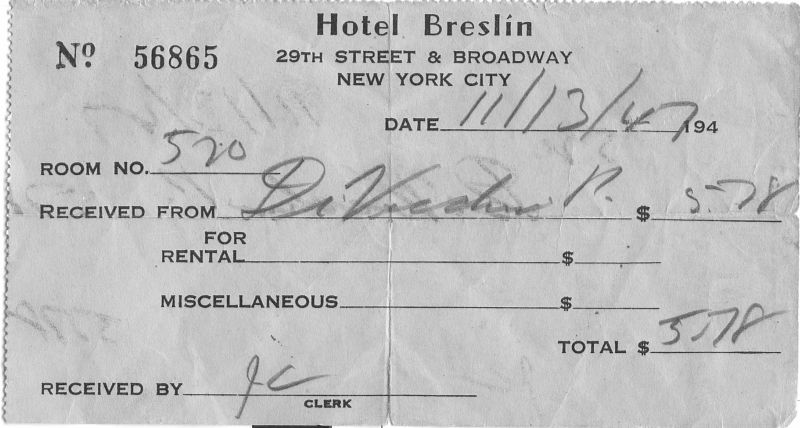 Hotel Breslin
Nº 56865
29TH STREET & BROADWAY
NEW YORK CITY
DATE 11/13/47 194
ROOM NO. 520
RECEIVED FROM P. $ 5.78
FOR
RENTAL $
MISCELLANEOUS $
TOTAL $ 5.78
RECEIVED BY JC
CLERK